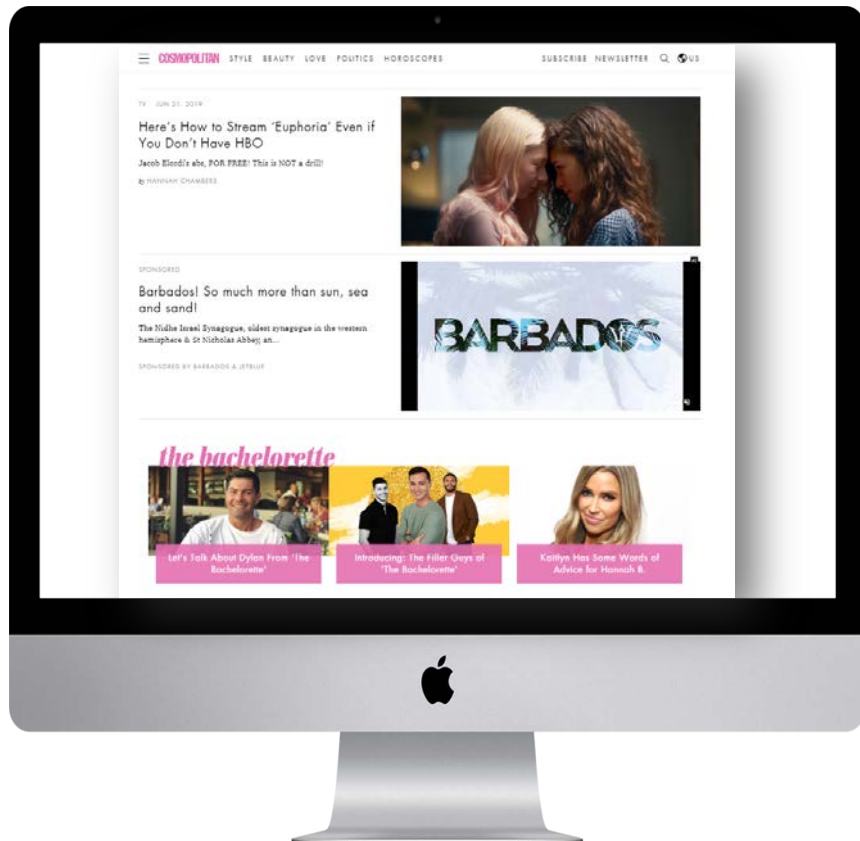 COSMOPOLITAN STYLE BEAUTY LOVE POLITICS HOROSCOPES SUBSCRIBE NEWSLETTER US
TV JUN 21, 2019
Here's How to Stream 'Euphoria' Even if
You Don't Have HBO
Jacob Elordi's abs, FOR FREE! This is NOT a drill!
By HANNAH CHAMBERS
SPONSORED
Barbados! So much more than sun, sea
and sand!
The Nidhe Israel Synagogue, oldest synagogue in the western
hemisphere & St Nicholas Abbey, an...
SPONSORED BY BARBADOS & JETBLUE
BARBADOS
the bachelorette
Let's Talk About Dylan From 'The
Bachelorette'
Introducing: The Filler Guys of
'The Bachelorette'
Kaitlyn Has Some Words of
Advice for Hannah B.